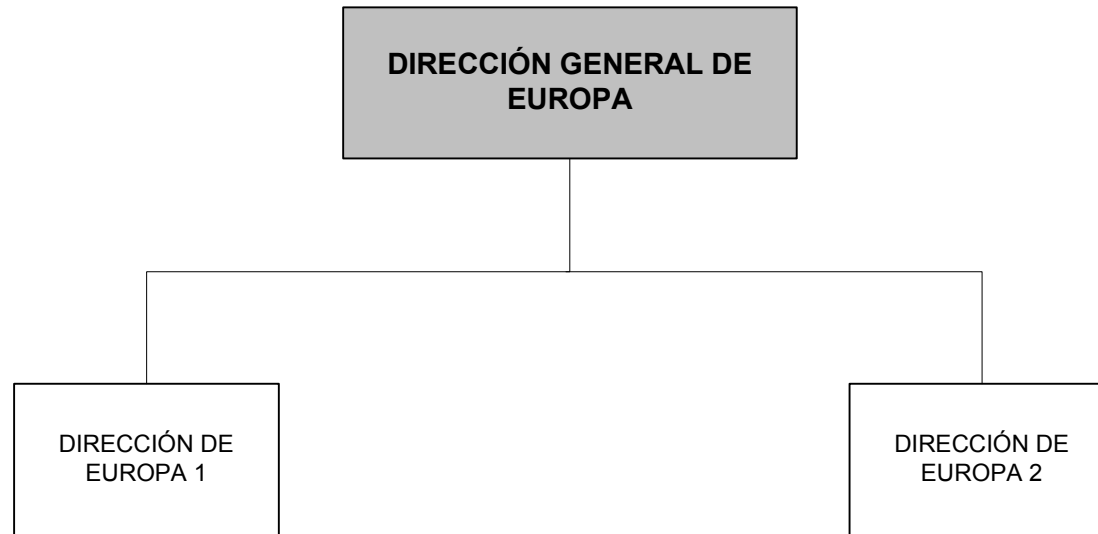 DIRECCIÓN GENERAL DE
EUROPA
DIRECCIÓN DE
EUROPA 1
DIRECCIÓN DE
EUROPA 2